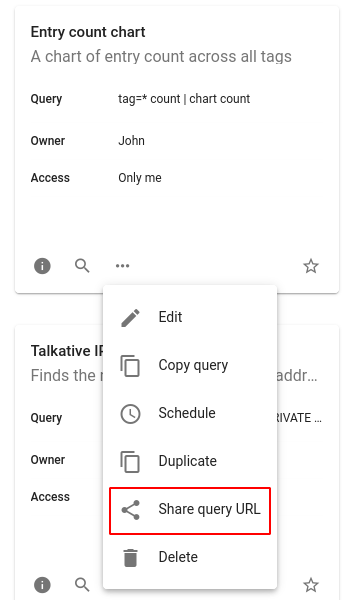 Entry count chart
A chart of entry count across all tags
Query tag=* count | chart count
Owner John
Access Only me
Edit
Talkative IP
Finds the addr...
Copy query
Query RIVATE ...
Schedule
Owner Duplicate
Access
Share query URL
Delete